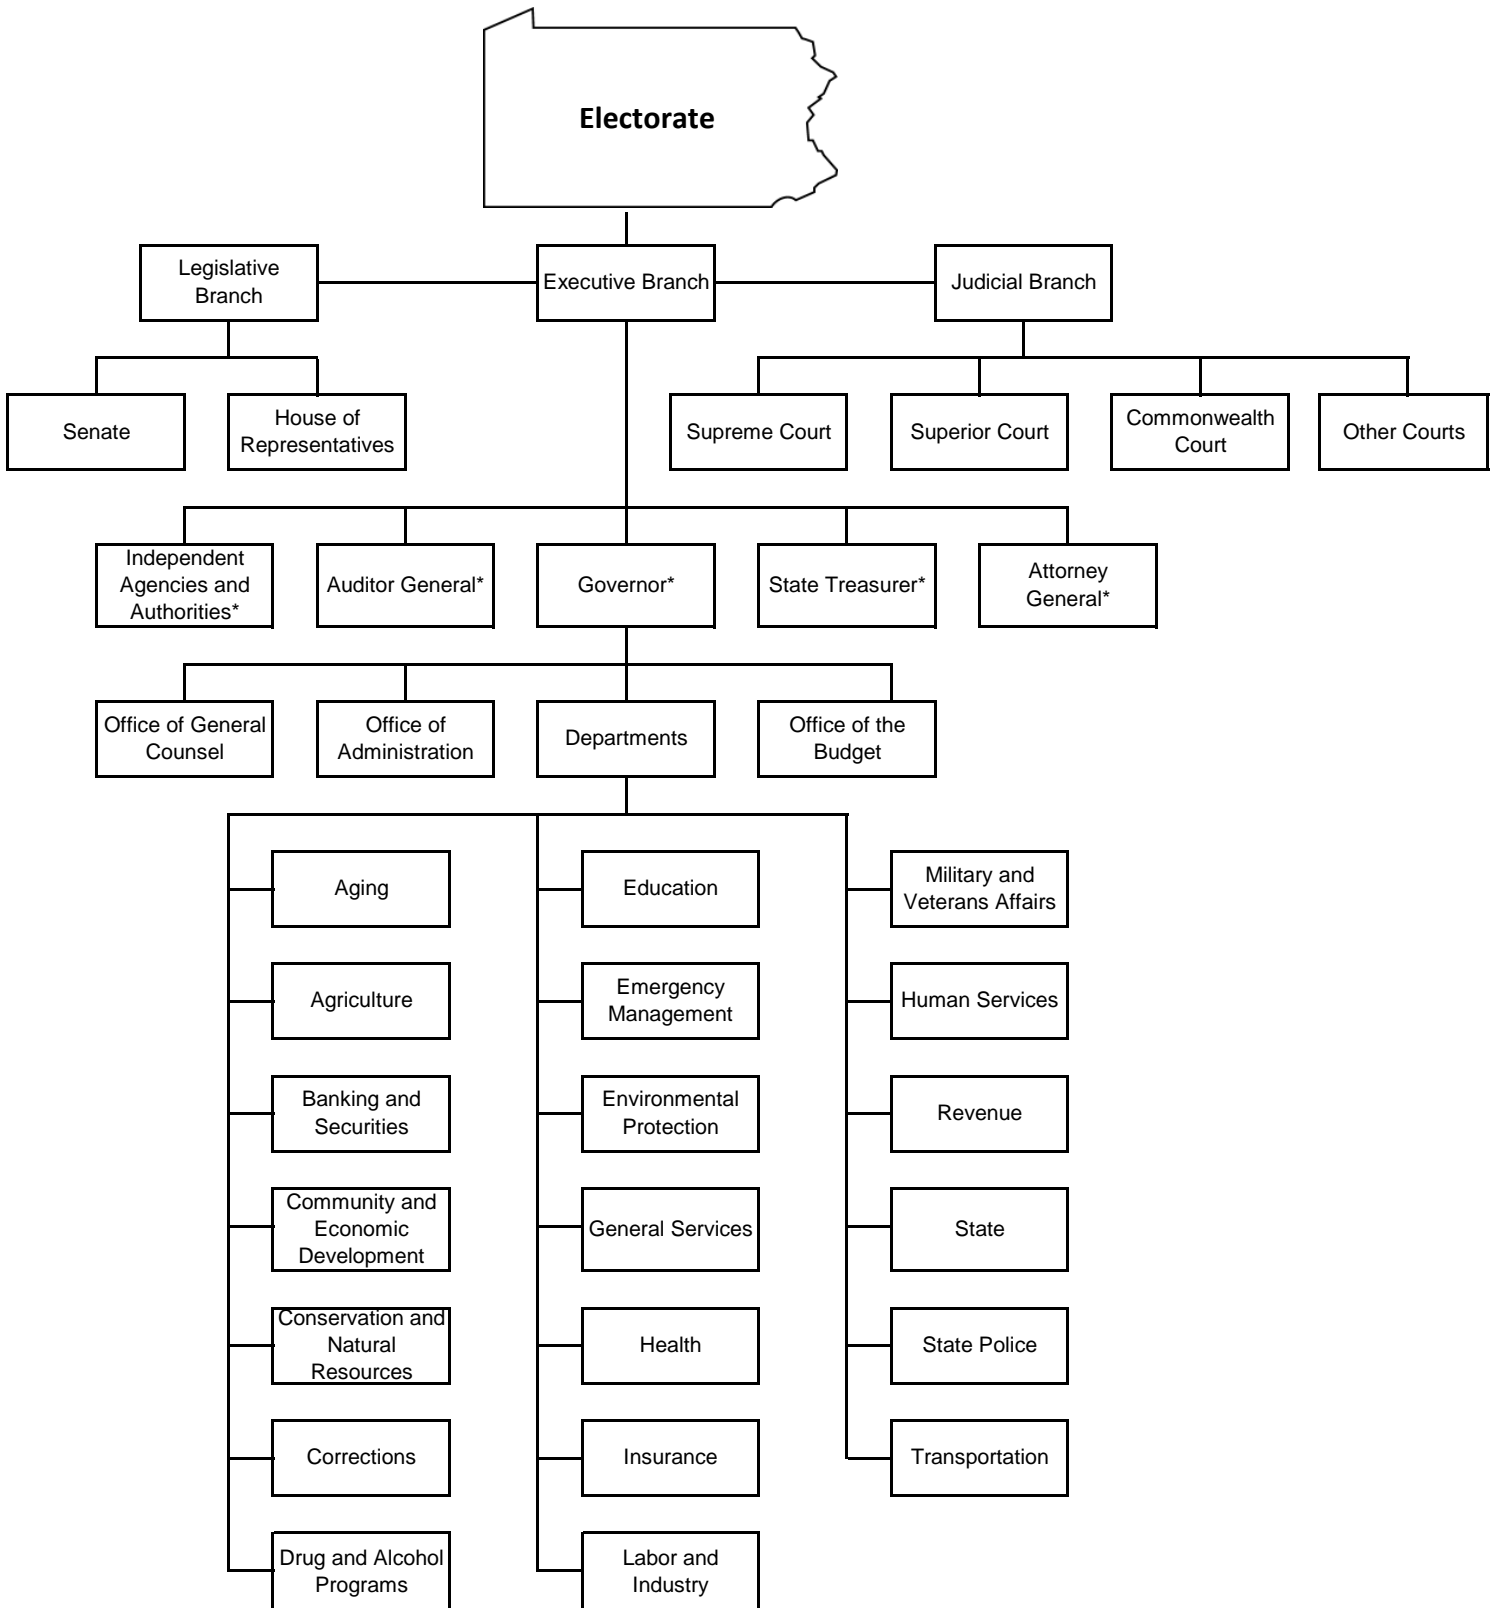 Electorate
Legislative
Branch
Executive Branch
Judicial Branch
Senate
House of
Representatives
Supreme Court
Superior Court
Commonwealth
Court
Other Courts
Independent
Agencies and
Authorities*
Auditor General*
Governor*
State Treasurer*
Attorney
General*
Office of General
Counsel
Office of
Administration
Departments
Office of the
Budget
Aging
Education
Military and
Veterans Affairs
Agriculture
Emergency
Management
Human Services
Banking and
Securities
Environmental
Protection
Revenue
Community and
Economic
Development
General Services
State
Conservation and
Natural
Resources
Health
State Police
Corrections
Insurance
Transportation
Drug and Alcohol
Programs
Labor and
Industry